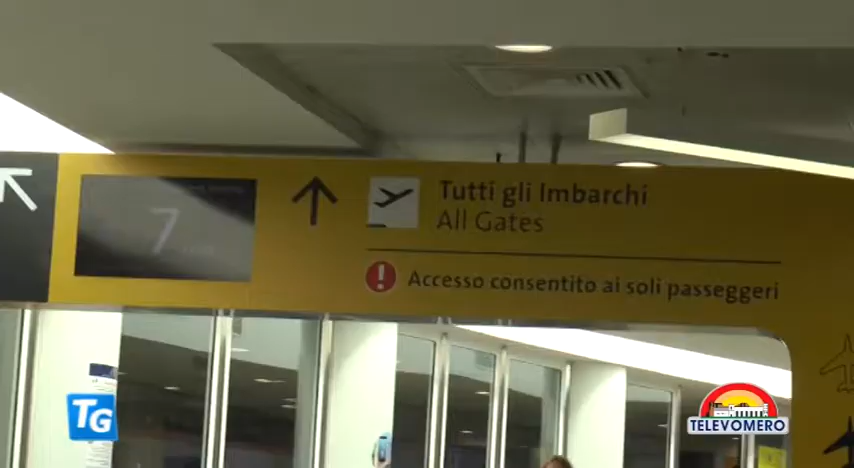 7
Tutti gli Imbarchi
All Gates
Accesso consentito ai soli passeggeri
TG
TELEVOMERO